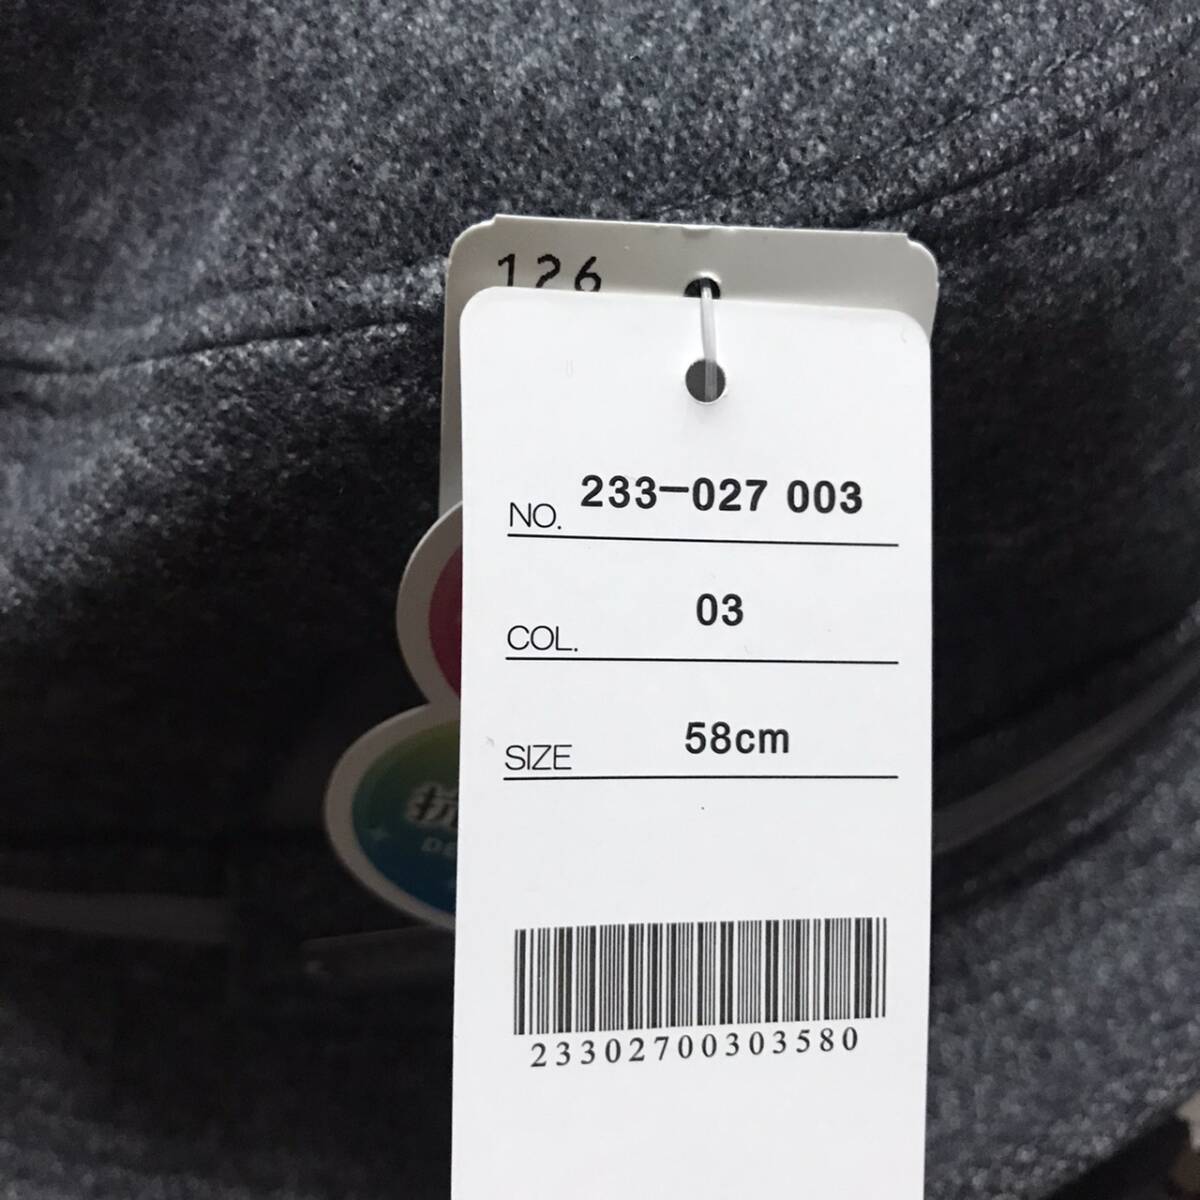 126
NO. 233-027 003
COL. 03
SIZE 58cm
23302700303580